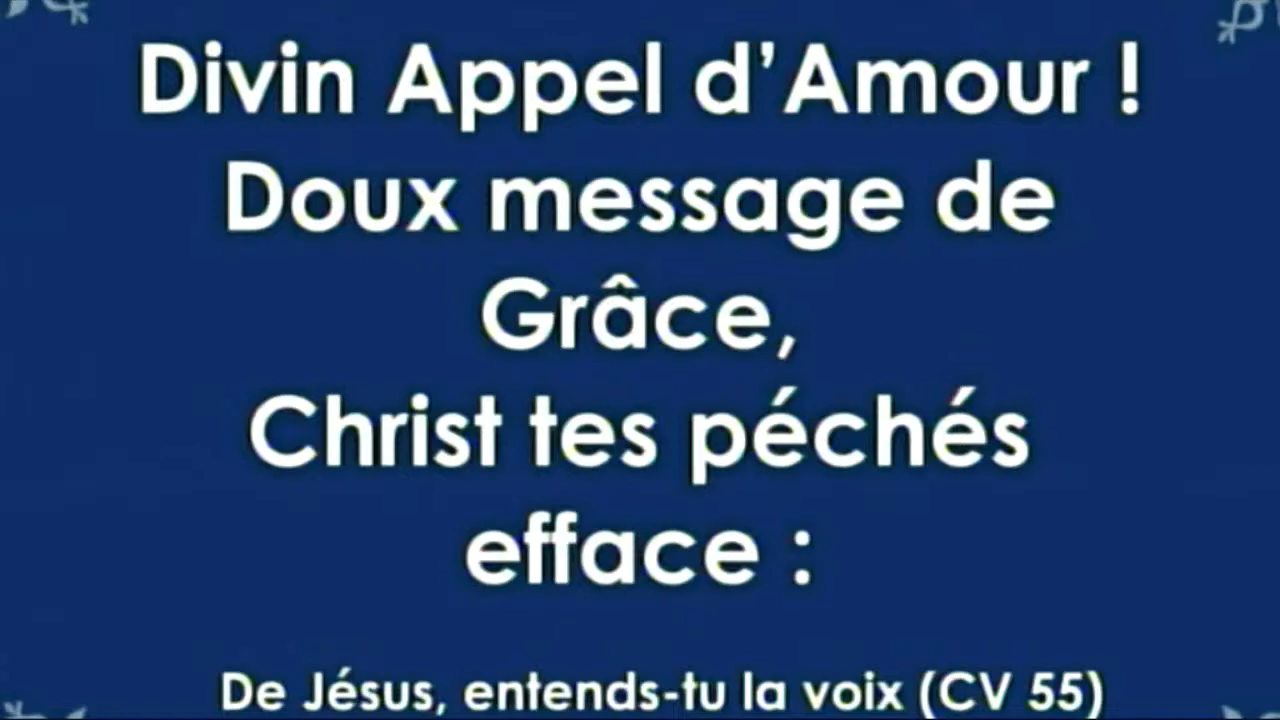 Divin Appel d’Amour !
Doux message de
Grâce,
Christ tes péchés
efface :
De Jésus, entends-tu la voix (CV 55)